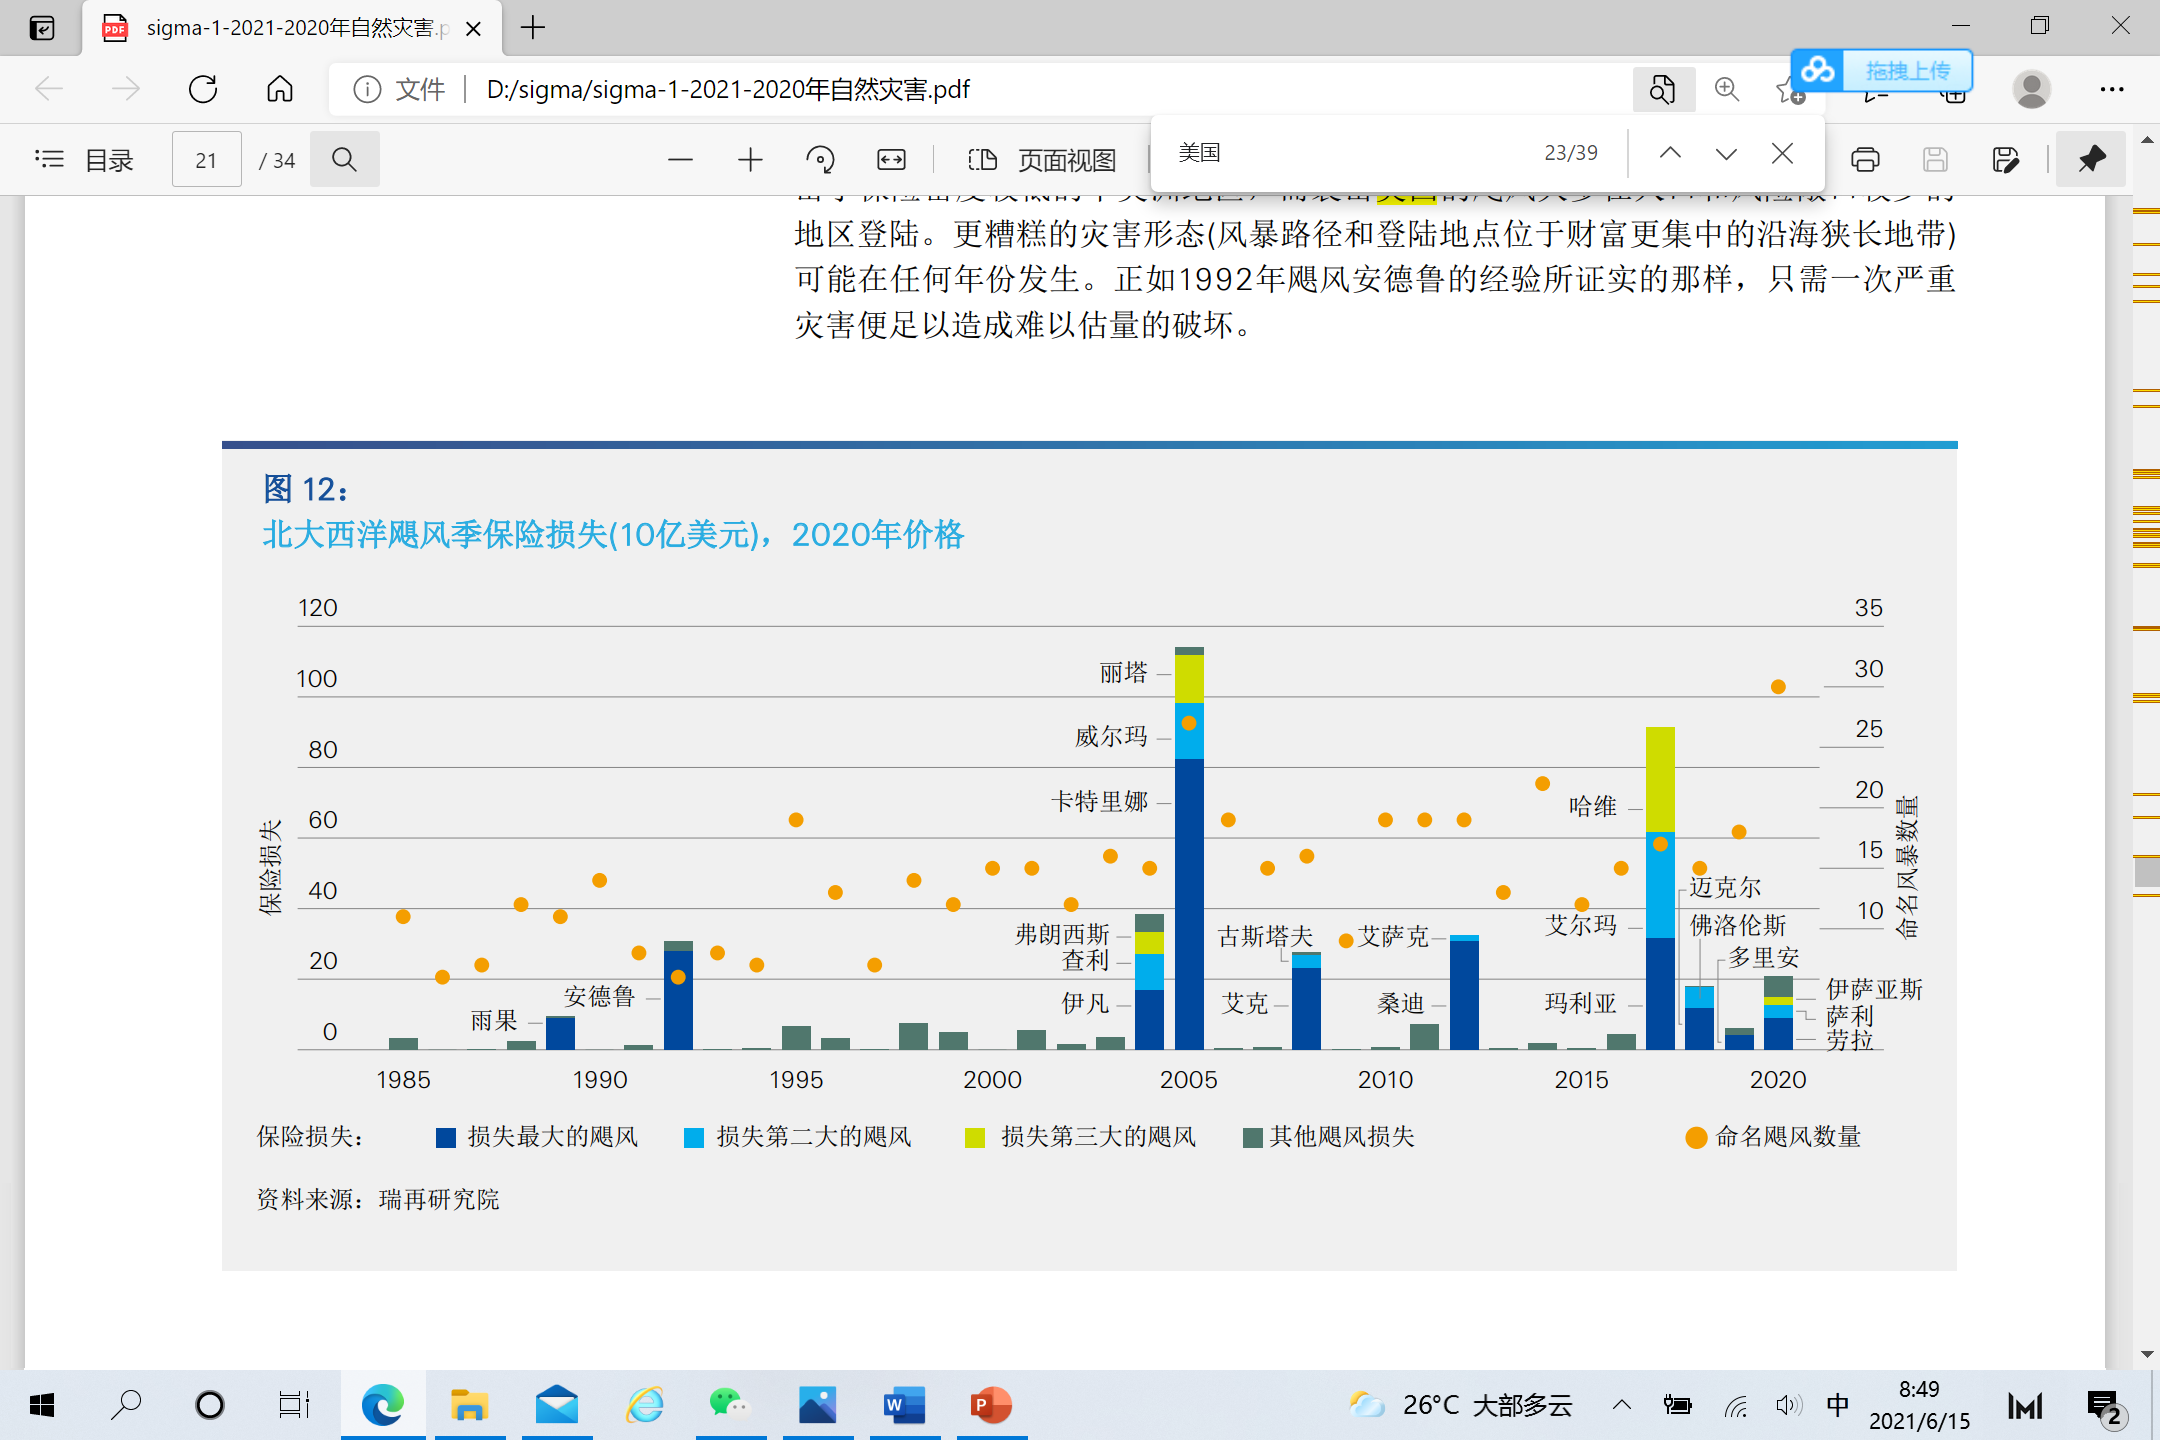 sigma-1-2021-2020年自然灾害.p
文件
D:/sigma/sigma-1-2021-2020年自然灾害.pdf
拖拽上传
目录
21
/ 34
页面视图
美国
23/39
地区登陆。更糟糕的灾害形态(风暴路径和登陆地点位于财富更集中的沿海狭长地带)
可能在任何年份发生。正如1992年飓风安德鲁的经验所证实的那样，只需一次严重
灾害便足以造成难以估量的破坏。
图 12：
北大西洋飓风季保险损失(10亿美元)，2020年价格
120
100
80
60
40
20
0
保险损失
35
30
25
20
15
10
命名风暴数量
雨果
安德鲁
弗朗西斯
查利
伊凡
丽塔
威尔玛
卡特里娜
古斯塔夫
艾克
艾萨克
桑迪
哈维
艾尔玛
玛利亚
迈克尔
佛洛伦斯
多里安
伊萨亚斯
萨利
劳拉
1985
1990
1995
2000
2005
2010
2015
2020
保险损失：
损失最大的飓风
损失第二大的飓风
损失第三大的飓风
其他飓风损失
命名飓风数量
资料来源：瑞再研究院
26°C 大部多云
中
8:49
2021/6/15
2